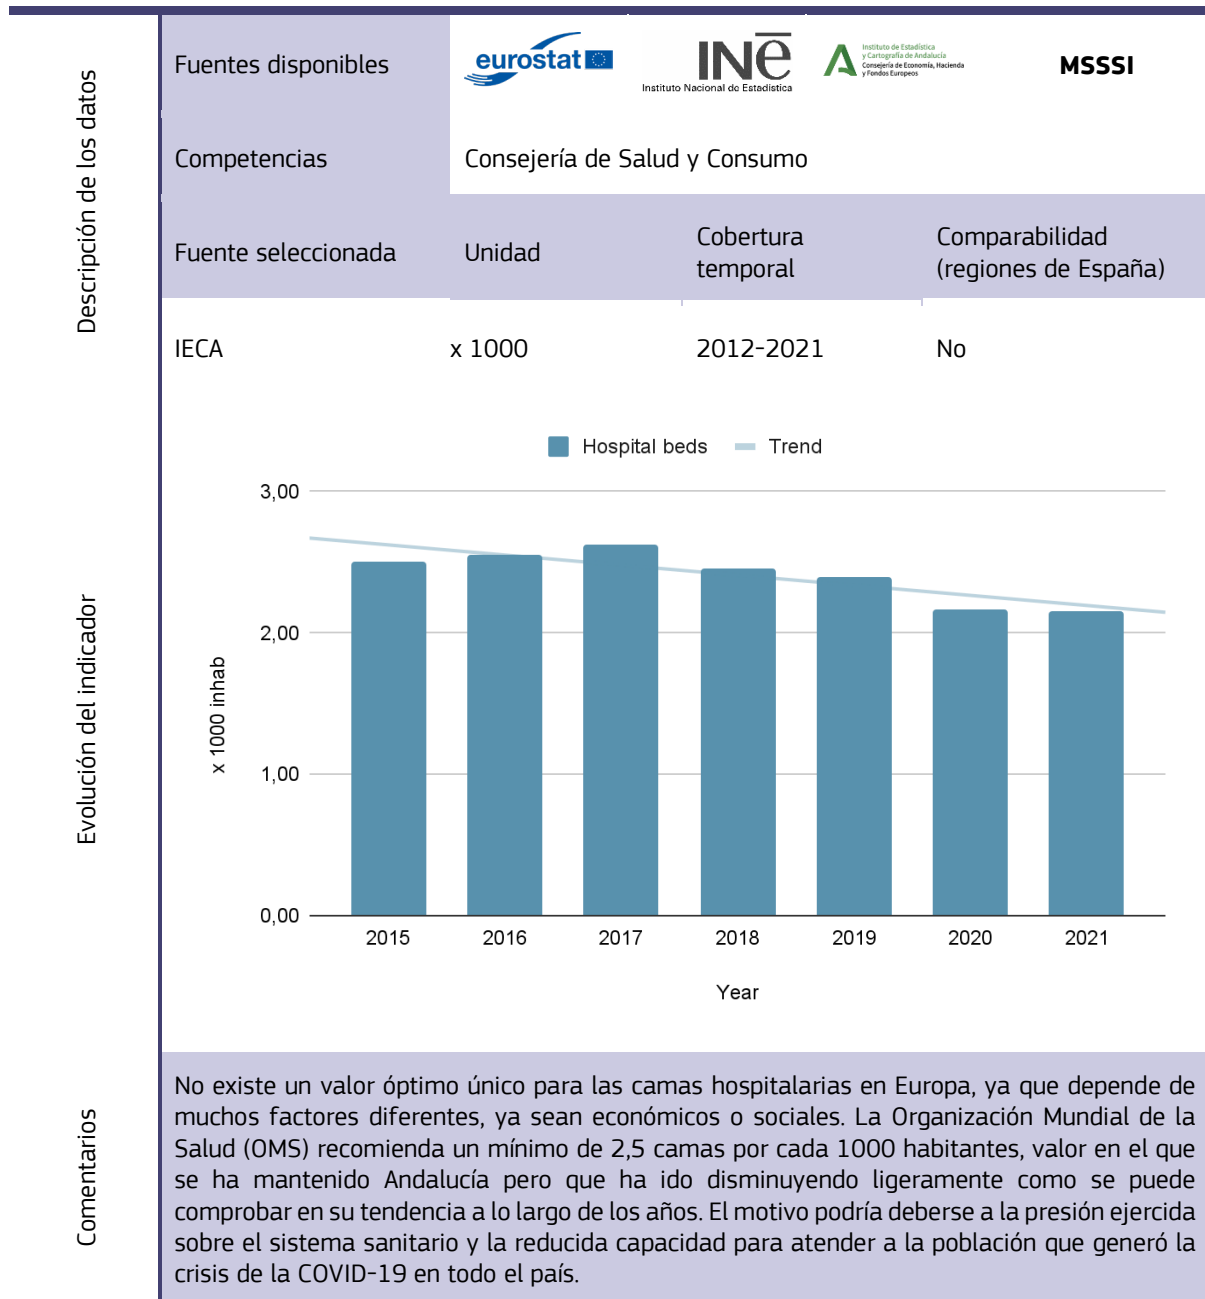 Descripción de los datos
Fuentes disponibles
eurostat
INe
Instituto Nacional de Estadística
Instituto de Estadística
y Cartografía de Andalucía
Consejería de Economía, Hacienda
y Fondos Europeos
MSSSI
Competencias
Consejería de Salud y Consumo
Fuente seleccionada
Unidad
Cobertura
temporal
Comparabilidad
(regiones de España)
IECA
x 1000
2012-2021
No
Evolución del indicador
Hospital beds
Trend
3,00
2,00
1,00
0,00
x 1000 inhab
2015
2016
2017
2018
2019
2020
2021
Year
Comentarios
No existe un valor óptimo único para las camas hospitalarias en Europa, ya que depende de
muchos factores diferentes, ya sean económicos o sociales. La Organización Mundial de la
Salud (OMS) recomienda un mínimo de 2,5 camas por cada 1000 habitantes, valor en el que
se ha mantenido Andalucía pero que ha ido disminuyendo ligeramente como se puede
comprobar en su tendencia a lo largo de los años. El motivo podría deberse a la presión ejercida
sobre el sistema sanitario y la reducida capacidad para atender a la población que generó la
crisis de la COVID-19 en todo el país.